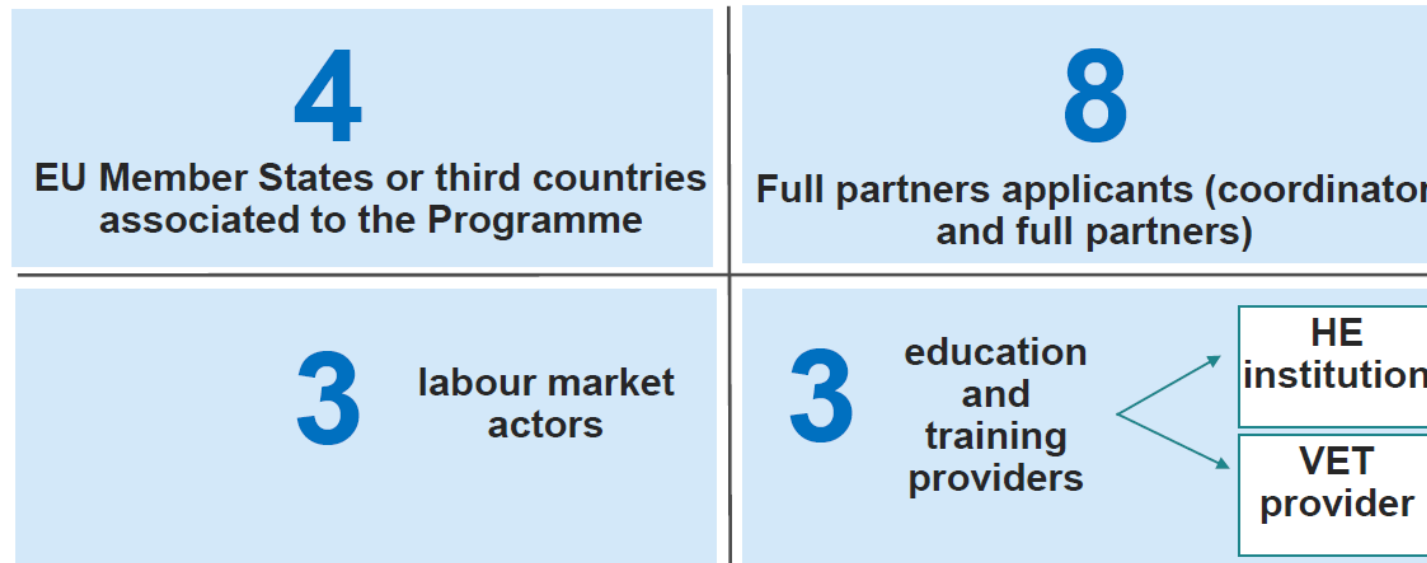 4
EU Member States or third countries
associated to the Programme
8
Full partners applicants (coordinator
and full partners)
3
labour market
actors
3
education
and
training
providers
HE
institution
VET
provider